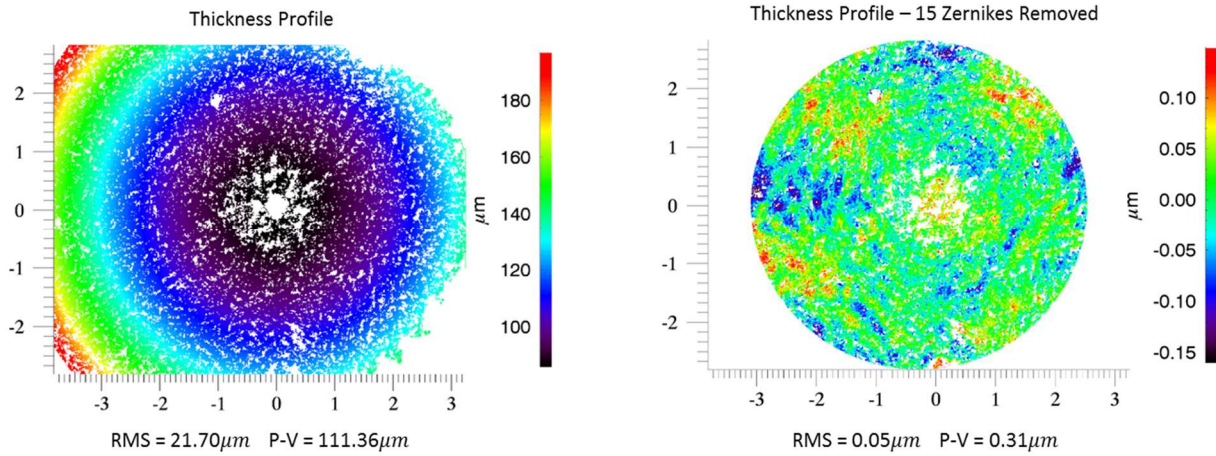 Thickness Profile
2
1
0
-1
-2
-3 -2 -1 0 1 2 3
180
160
140
120
100
μm
RMS = 21.70μm P-V = 111.36μm
Thickness Profile – 15 Zernikes Removed
2
1
0
-1
-2
-3 -2 -1 0 1 2 3
0.10
0.05
0.00
-0.05
-0.10
-0.15
μm
RMS = 0.05μm P-V = 0.31μm